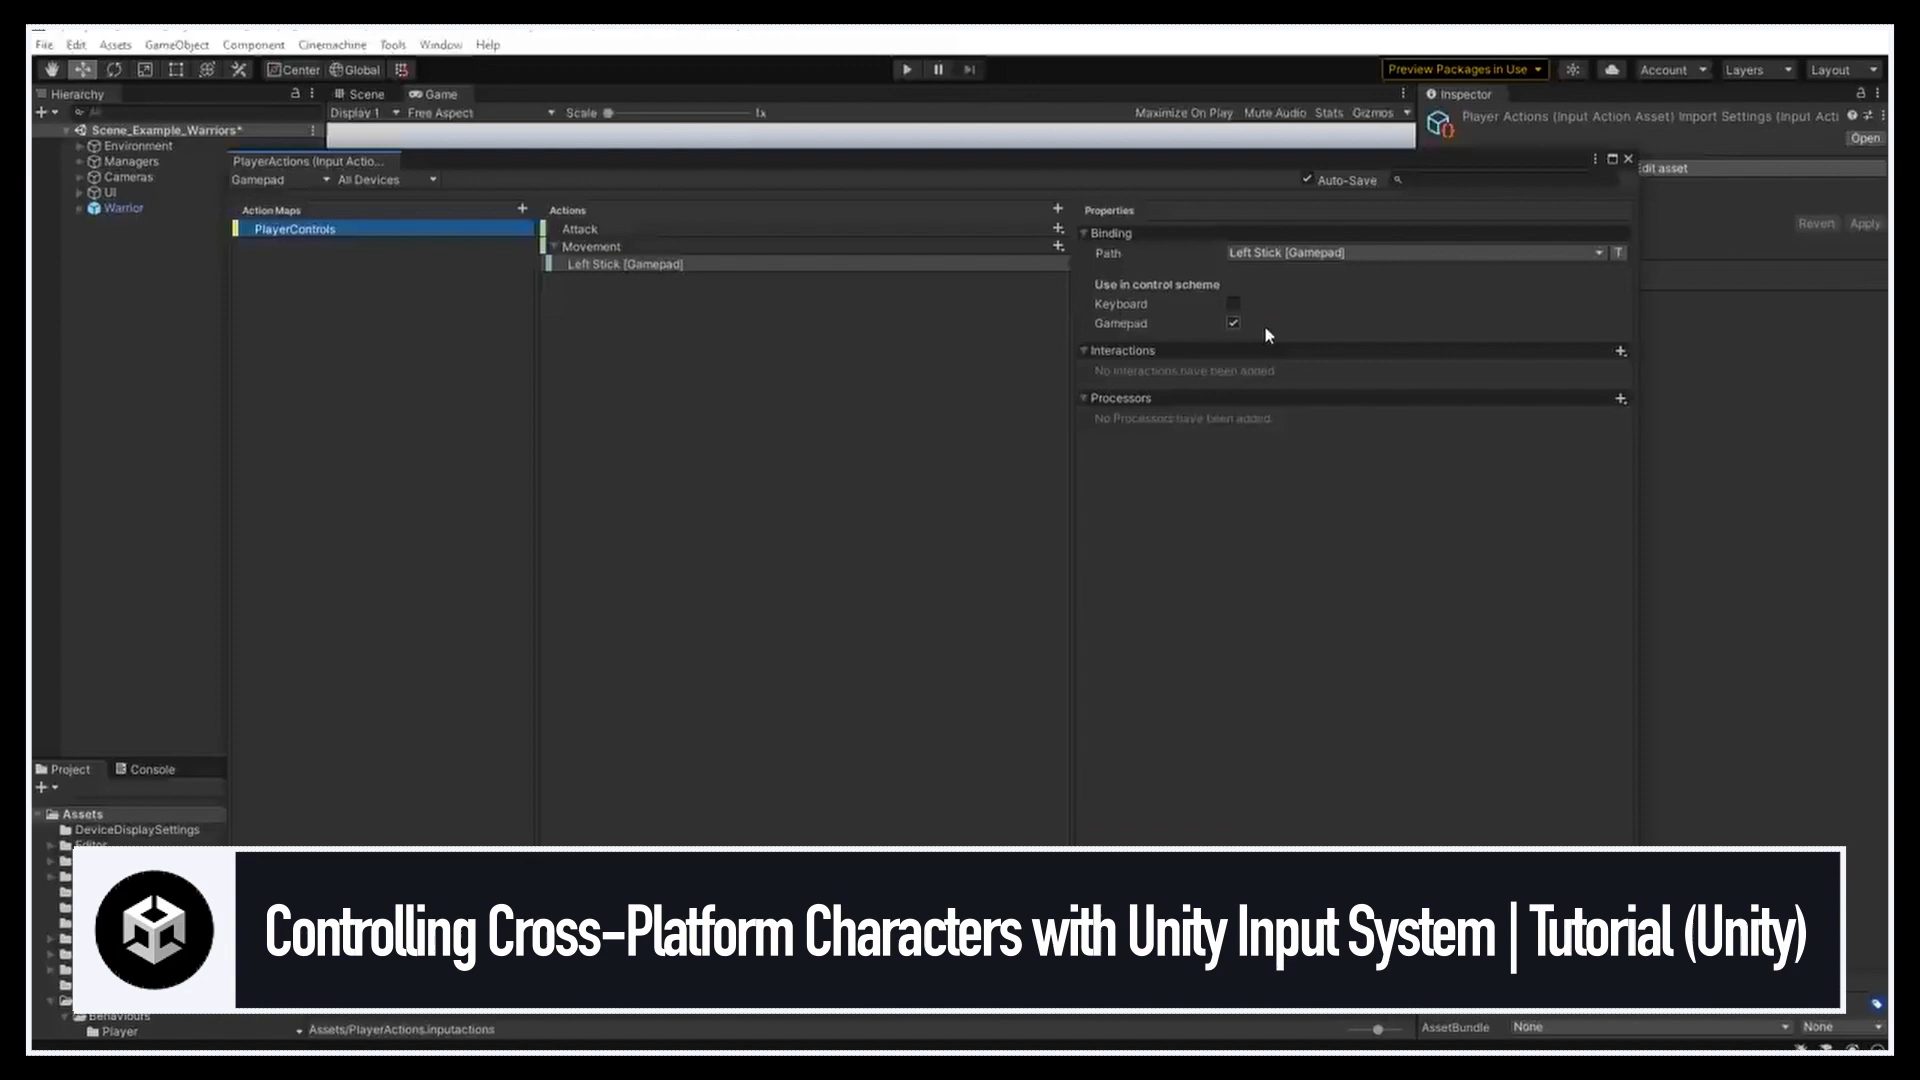 File Edit Assets GameObject Component Cinemachine Tools Window Help
Center Global Preview Packages in Use Account Layers Layout
Hierarchy Scene Game Inspector
All Display 1 Free Aspect Scale 1x Maximize On Play Mute Audio Stats Gizmos
Player Actions (Input Action Asset) Import Settings (Input Acti
Open
Scene_Example_Warriors*
Environment
Managers
Cameras
UI
Warrior
PlayerActions (Input Actio...
dit asset
Gamepad All Devices Auto-Save
Revert Apply
Action Maps Actions Properties
PlayerControls Attack
Movement
Left Stick [Gamepad]
Binding
Path Left Stick [Gamepad] T
Use in control scheme
Keyboard
Gamepad
Interactions
No Interactions have been added.
Processors
No Processors have been added.
Project Console
Assets
DeviceDisplaySettings
Editor
Controlling Cross-Platform Characters with Unity Input System | Tutorial (Unity)
Behaviours
Player
Assets/PlayerActions.inputactions
AssetBundle None None